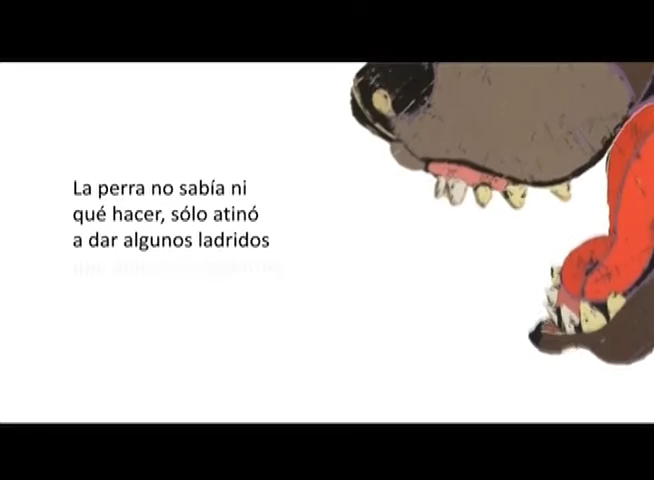 La perra no sabía ni
qué hacer, sólo atinó
a dar algunos ladridos